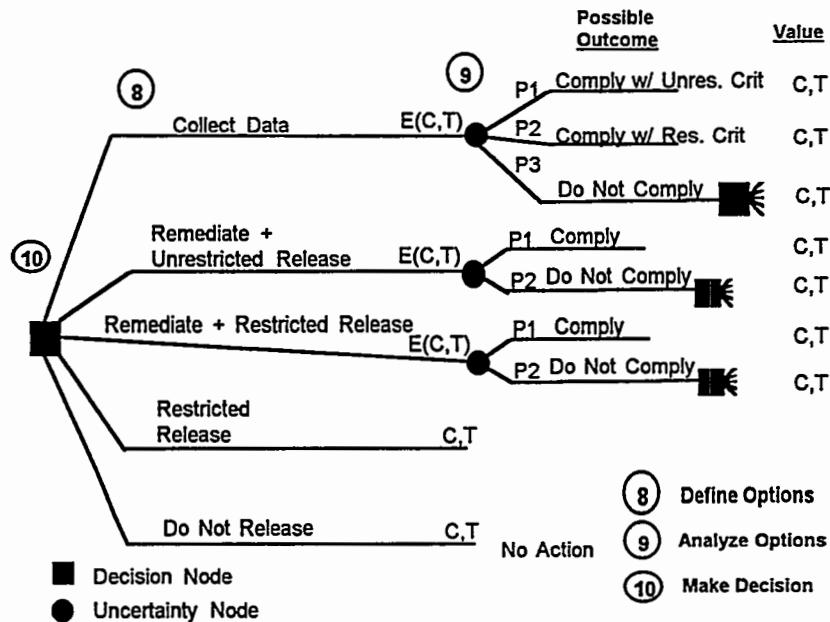 Possible
Outcome
Value
8
9
P1
Comply w/ Unres. Crit
C,T
Collect Data
E(C,T)
P2
Comply w/ Res. Crit
C,T
P3
Do Not Comply
C,T
10
Remediate +
Unrestricted Release
E(C,T)
P1
Comply
C,T
P2
Do Not Comply
C,T
Remediate + Restricted Release
E(C,T)
P1
Comply
C,T
P2
Do Not Comply
C,T
Restricted
Release
C,T
Do Not Release
C,T
No Action
8
Define Options
9
Analyze Options
10
Make Decision
Decision Node
Uncertainty Node